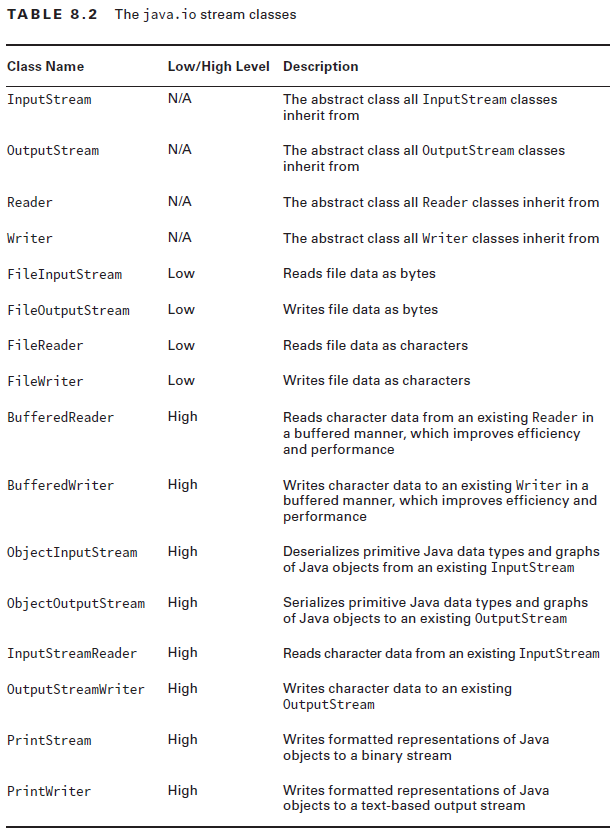 TABLE 8.2 The java.io stream classes
Class Name Low/High Level Description
InputStream N/A The abstract class all InputStream classes
inherit from
OutputStream N/A The abstract class all OutputStream classes
inherit from
Reader N/A The abstract class all Reader classes inherit from
Writer N/A The abstract class all Writer classes inherit from
FileInputStream Low Reads file data as bytes
FileOutputStream Low Writes file data as bytes
FileReader Low Reads file data as characters
FileWriter Low Writes file data as characters
BufferedReader High Reads character data from an existing Reader in
a buffered manner, which improves efficiency
and performance
BufferedWriter High Writes character data to an existing Writer in a
buffered manner, which improves efficiency and
performance
ObjectInputStream High Deserializes primitive Java data types and graphs
of Java objects from an existing InputStream
ObjectOutputStream High Serializes primitive Java data types and graphs
of Java objects to an existing OutputStream
InputStreamReader High Reads character data from an existing InputStream
OutputStreamWriter High Writes character data to an existing
OutputStream
PrintStream High Writes formatted representations of Java
objects to a binary stream
PrintWriter High Writes formatted representations of Java
objects to a text-based output stream